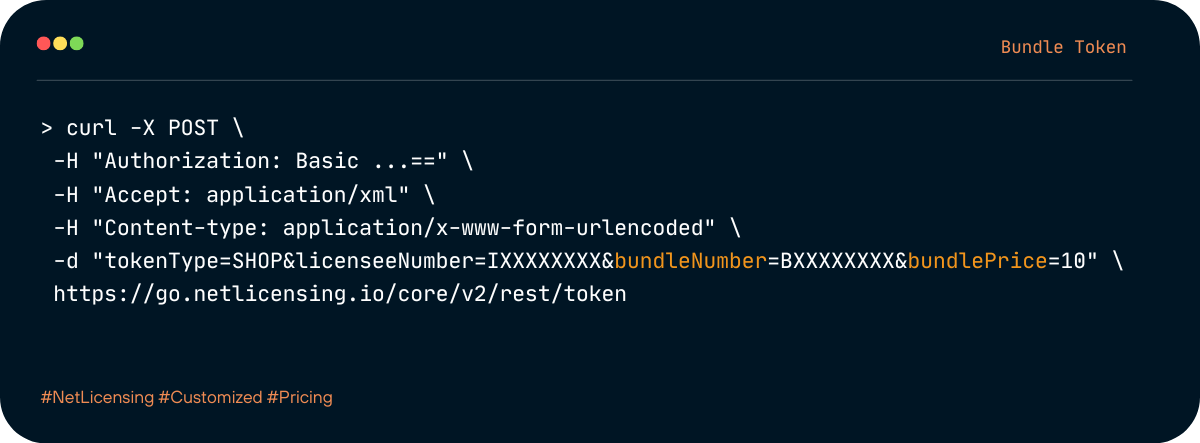 Bundle Token
> curl -X POST \
-H "Authorization: Basic ...==" \
-H "Accept: application/xml" \
-H "Content-type: application/x-www-form-urlencoded" \
-d "tokenType=SHOP&licenseeNumber=IXXXXXXXX&bundleNumber=BXXXXXXXX&bundlePrice=10" \
https://go.netlicensing.io/core/v2/rest/token
#NetLicensing #Customized #Pricing